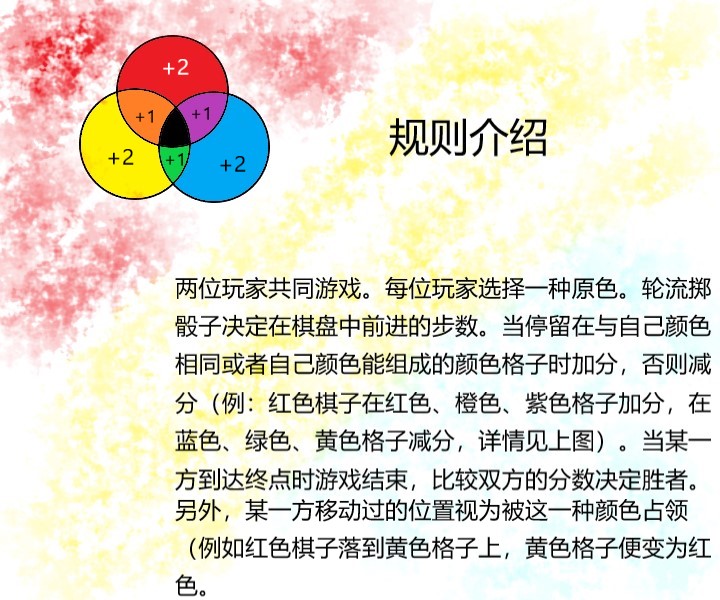 +2
+1
+1
+2
+1
+2
规则介绍
两位玩家共同游戏。每位玩家选择一种原色。轮流掷
骰子决定在棋盘中前进的步数。当停留在与自己颜色
相同或者自己颜色能组成的颜色格子时加分，否则减
分（例：红色棋子在红色、橙色、紫色格子加分，在
蓝色、绿色、黄色格子减分，详情见上图）。当某一
方到达终点时游戏结束，比较双方的分数决定胜者。
另外，某一方移动过的位置视为被这一种颜色占领
（例如红色棋子落到黄色格子上，黄色格子便变为红
色。